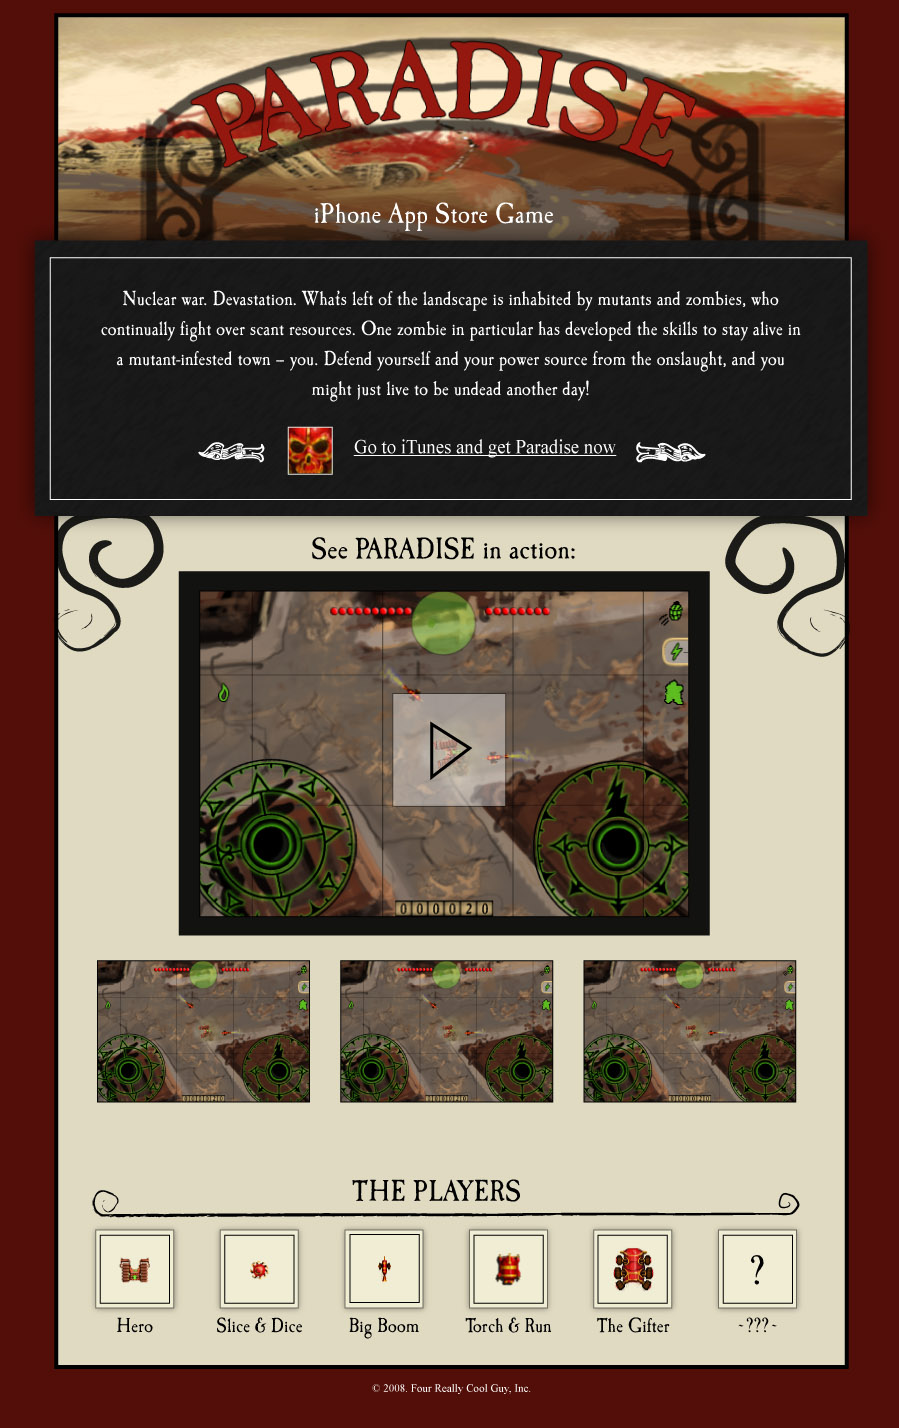 PARADISE
iPhone App Store Game
Nuclear war. Devastation. What's left of the landscape is inhabited by mutants and zombies, who
continually fight over scant resources. One zombie in particular has developed the skills to stay alive in
a mutant-infested town – you. Defend yourself and your power source from the onslaught, and you
might just live to be undead another day!
Go to iTunes and get Paradise now
See PARADISE in action:
000020
THE PLAYERS
?
Hero Slice & Dice Big Boom Torch & Run The Gifter ~???~
© 2008. Four Really Cool Guy, Inc.